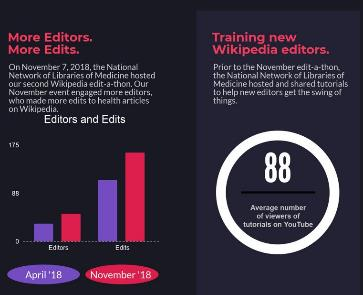 More Editors.
More Edits.
On November 7, 2018, the National
Network of Libraries of Medicine hosted
our second Wikipedia edit-a-thon. Our
November event engaged more editors,
who made more edits to health articles
on Wikipedia.
Editors and Edits
175
88
0
Editors
Edits
April '18
November '18
Training new
Wikipedia editors.
Prior to the November edit-a-thon,
the National Network of Libraries of
Medicine hosted and shared tutorials
to help new editors get the swing of
things.
88
Average number
of viewers of
tutorials on YouTube